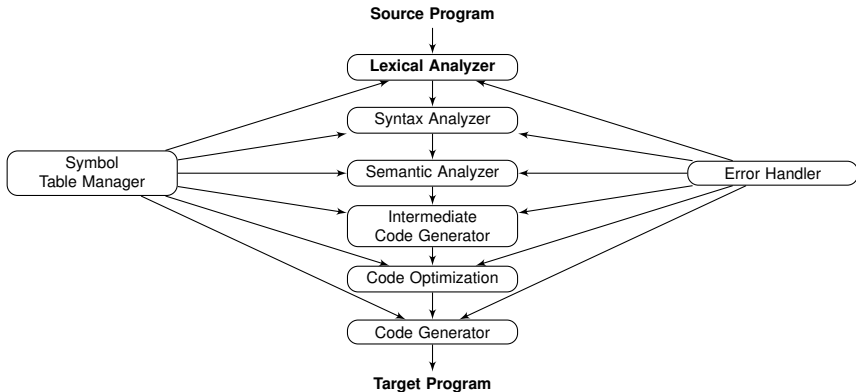 Source Program
Lexical Analyzer
Syntax Analyzer
Symbol
Table Manager
Semantic Analyzer
Error Handler
Intermediate
Code Generator
Code Optimization
Code Generator
Target Program